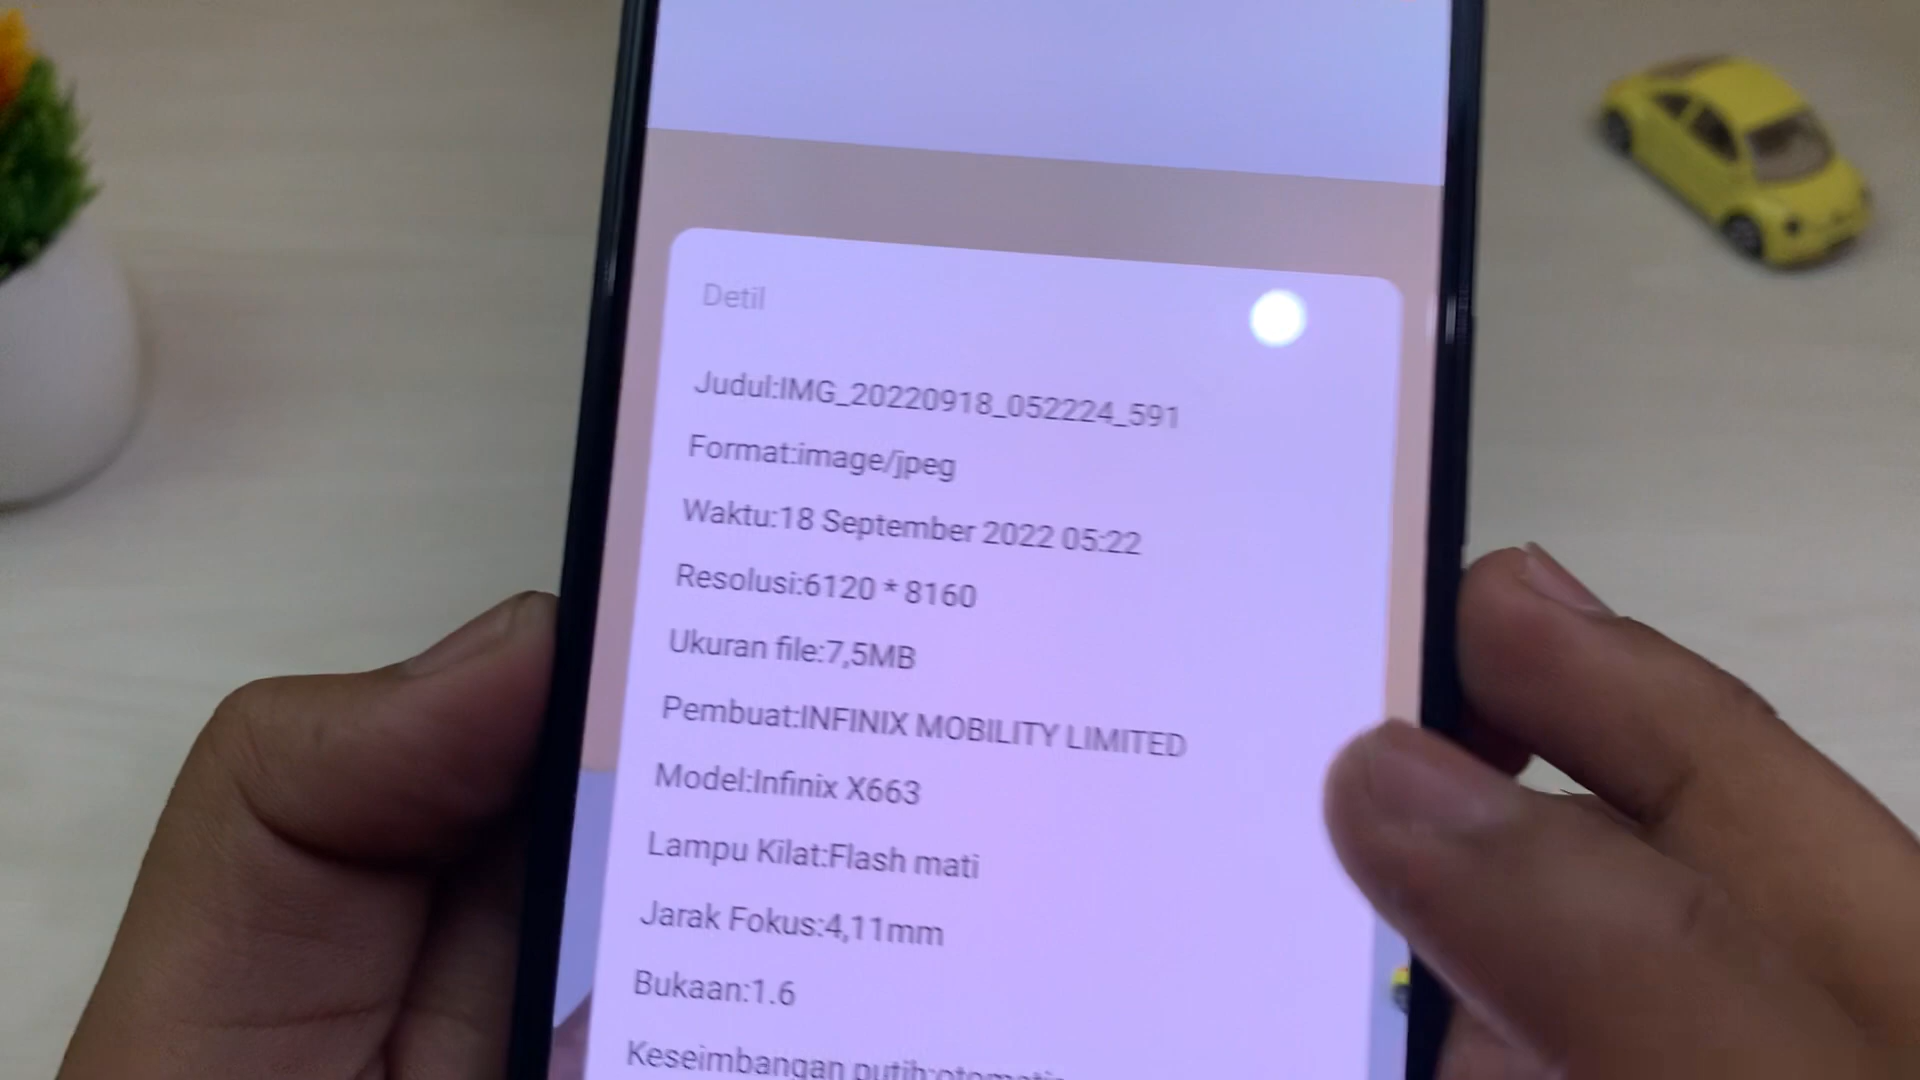 Detil
Judul:IMG_20220918_052224_591
Format:image/jpeg
Waktu:18 September 2022 05:22
Resolusi:6120 * 8160
Ukuran file:7,5MB
Pembuat:INFINIX MOBILITY LIMITED
Model:Infinix X663
Lampu Kilat:Flash mati
Jarak Fokus:4,11mm
Bukaan:1.6
Keseimbangan putih:otomatis